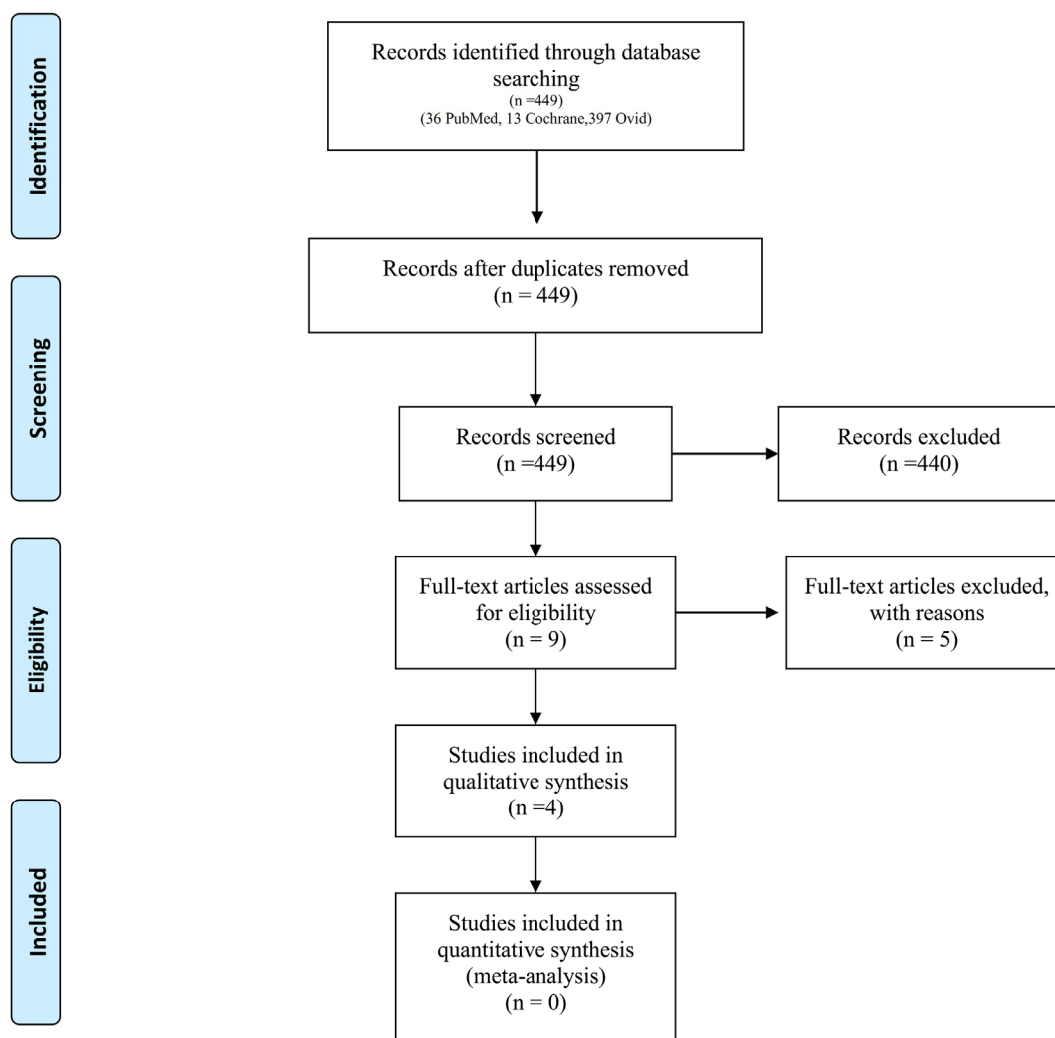 Identification
Records identified through database
searching
(n =449)
(36 PubMed, 13 Cochrane,397 Ovid)
Records after duplicates removed
(n = 449)
Screening
Records screened
(n =449)
Records excluded
(n =440)
Eligibility
Full-text articles assessed
for eligibility
(n = 9)
Full-text articles excluded,
with reasons
(n = 5)
Studies included in
qualitative synthesis
(n =4)
Included
Studies included in
quantitative synthesis
(meta-analysis)
(n = 0)